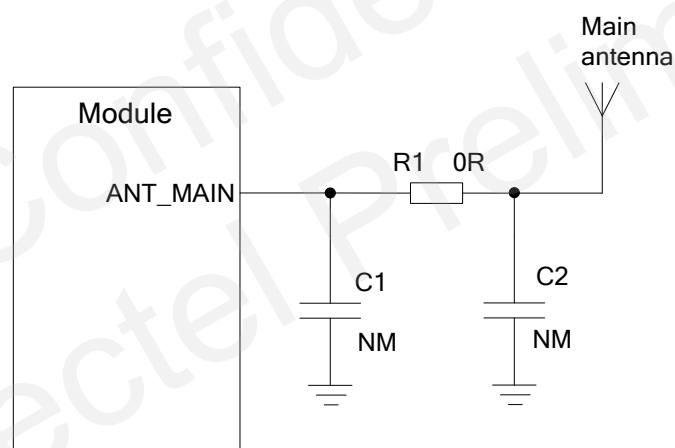 Main
antenna
Module
R1 0R
ANT_MAIN
C1
C2
NM
NM